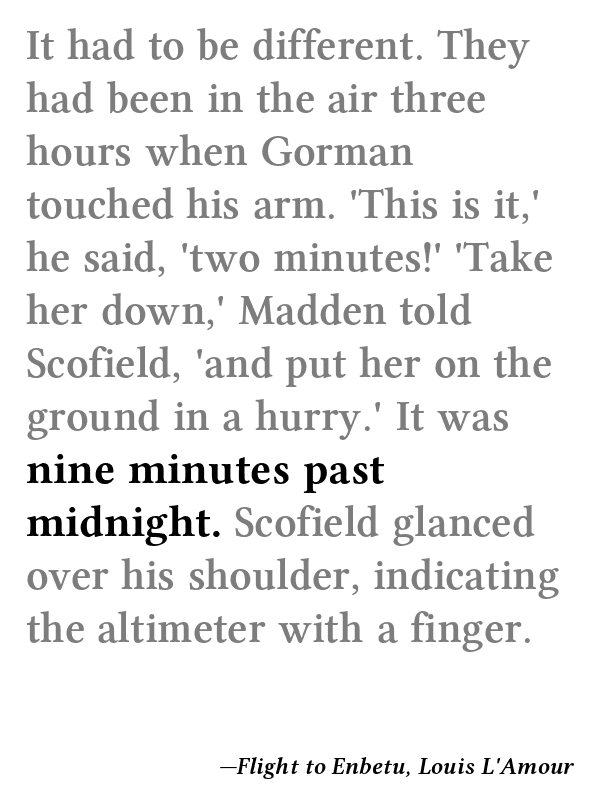 It had to be different. They
had been in the air three
hours when Gorman
touched his arm. 'This is it,'
he said, 'two minutes!' 'Take
her down,' Madden told
Scofield, 'and put her on the
ground in a hurry.' It was
nine minutes past
midnight. Scofield glanced
over his shoulder, indicating
the altimeter with a finger.
—Flight to Enbetu, Louis L'Amour